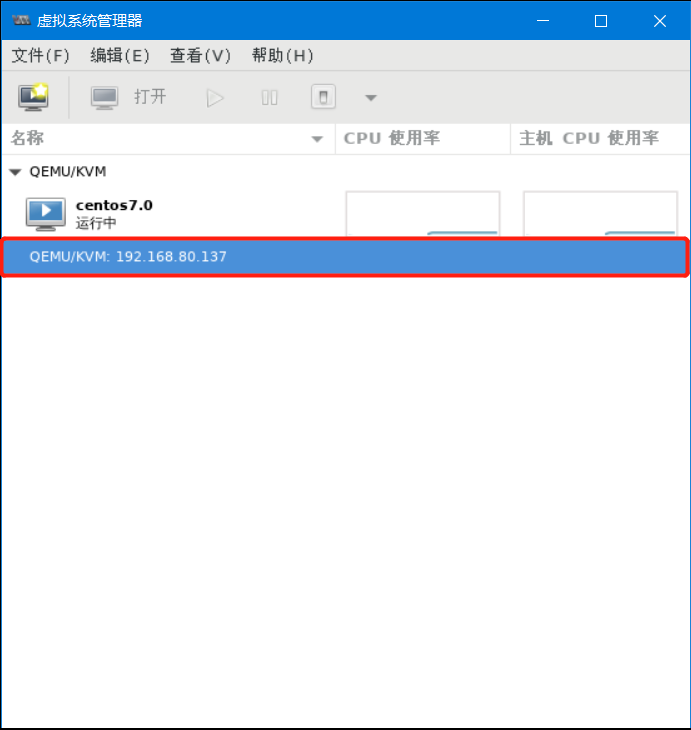 虚拟系统管理器
文件(F) 编辑(E) 查看(V) 帮助(H)
打开
名称 CPU 使用率 主机 CPU 使用率
QEMU/KVM
centos7.0
运行中
QEMU/KVM: 192.168.80.137